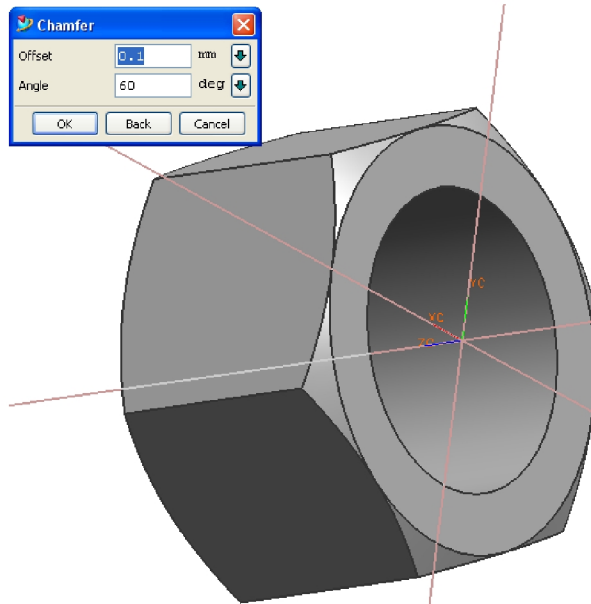 Chamfer
Offset 0.1 mm
Angle 60 deg
OK Back Cancel
YC
XC
ZC